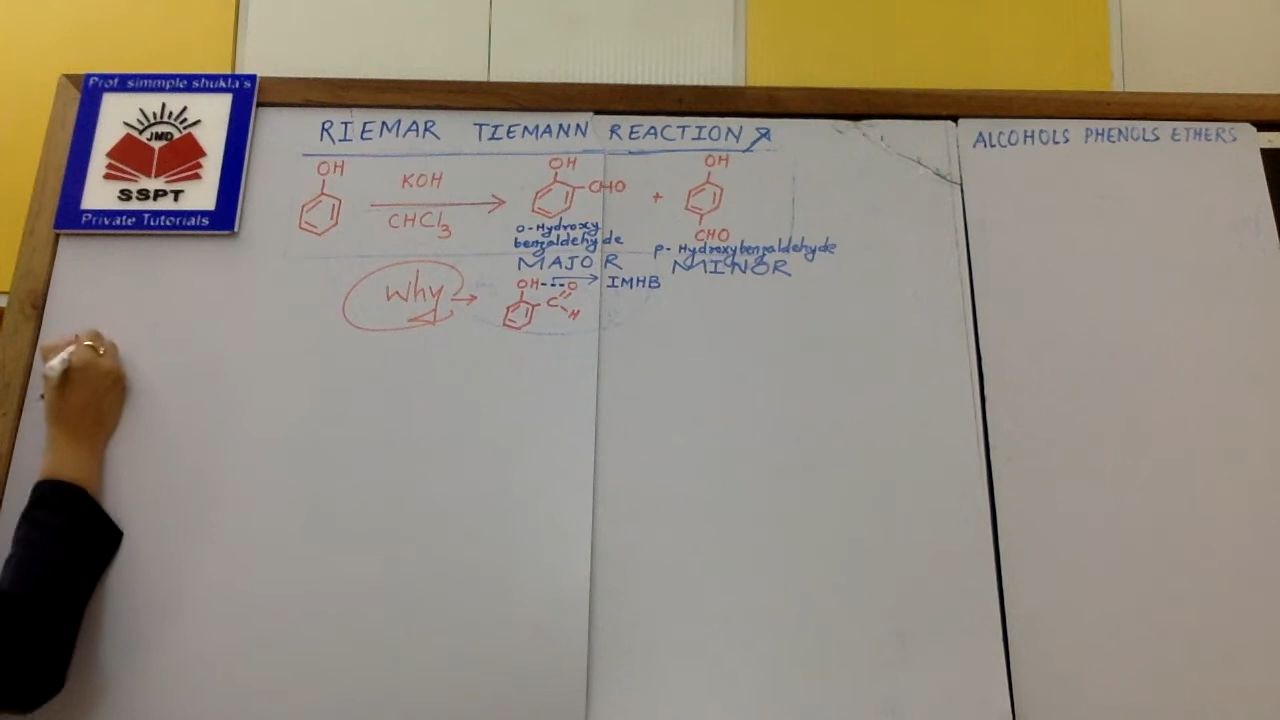 Prof simmple shukla's
JMD
SSPT
Private Tutorials
RIEMAR TIEMANN REACTION
ALCOHOLS PHENOLS ETHERS
OH
KOH
CHCl3
OH
CHO
+
OH
CHO
o-Hydroxy
benzaldehyde
MAJOR
p-Hydroxybenzaldehyde
MINOR
Why
OH---O
C
H
IMHB